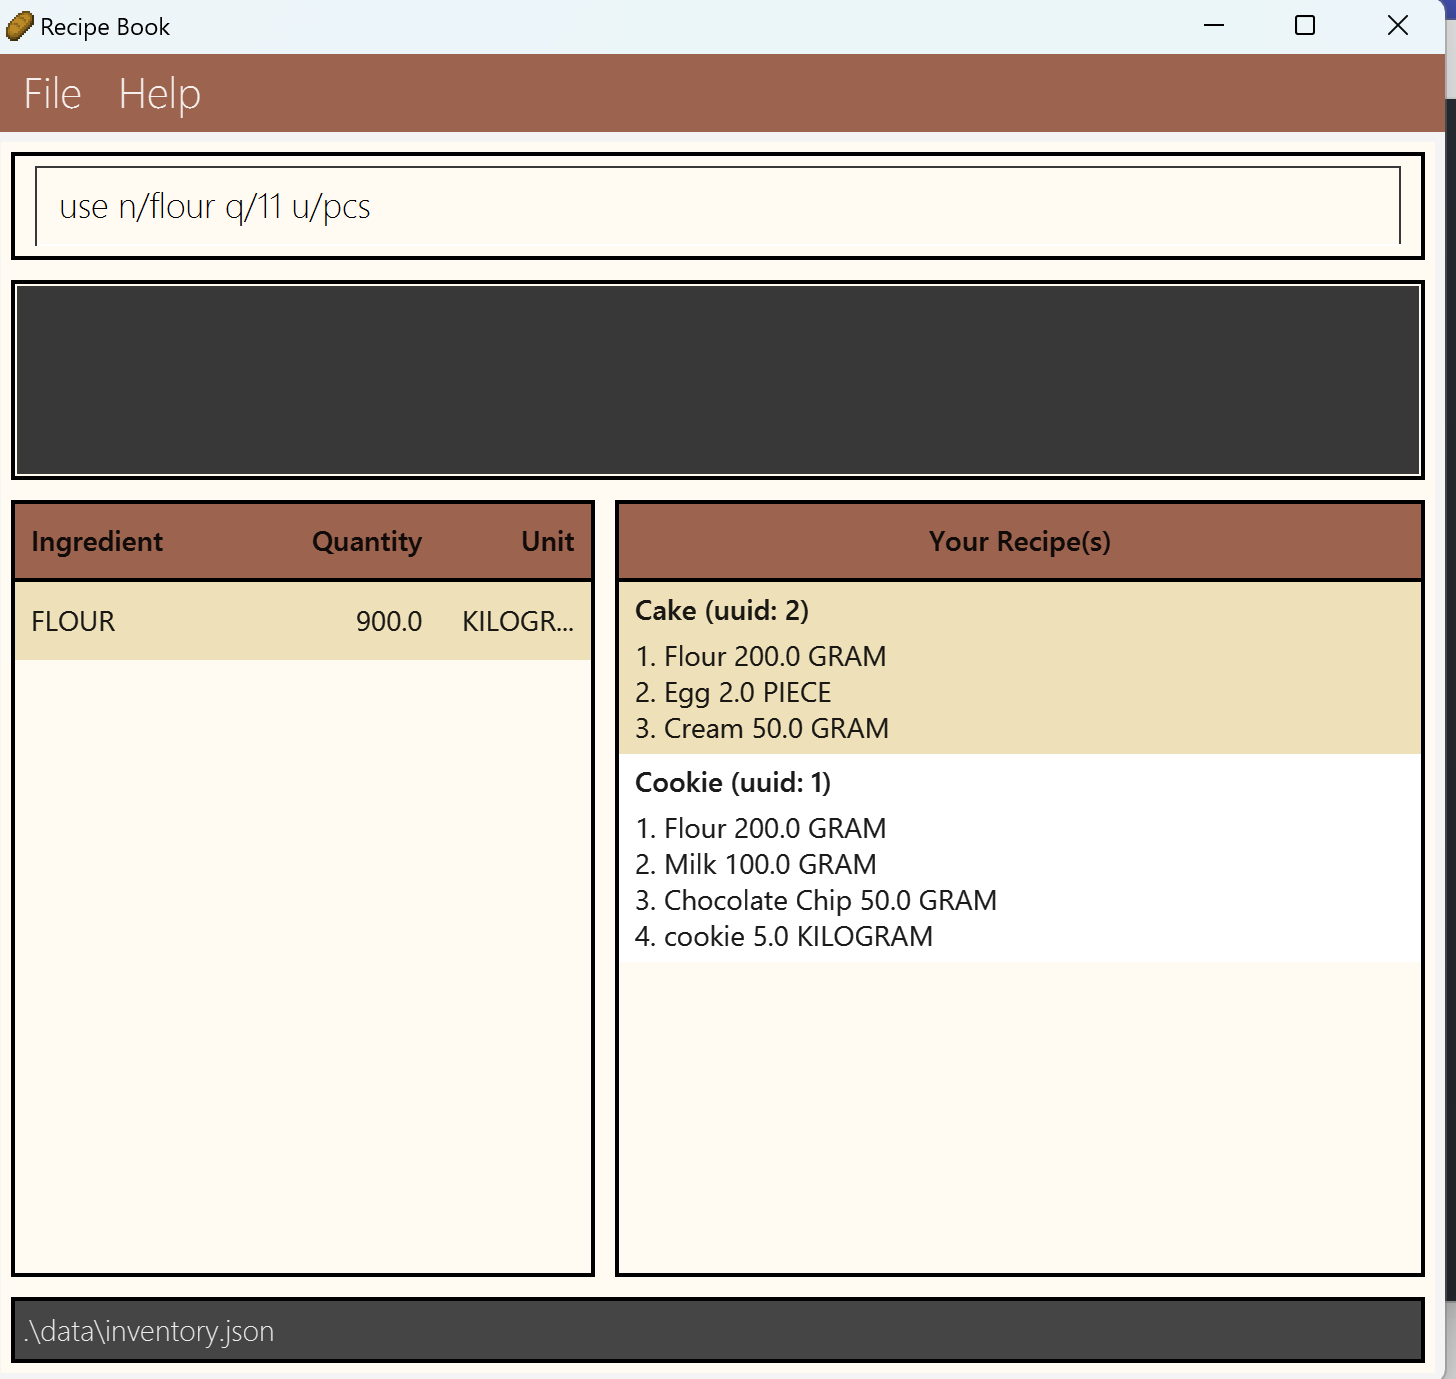 Recipe Book
File Help
use n/flour q/11 u/pcs
Ingredient Quantity Unit
FLOUR 900.0 KILOGR...
Your Recipe(s)
Cake (uuid: 2)
1. Flour 200.0 GRAM
2. Egg 2.0 PIECE
3. Cream 50.0 GRAM
Cookie (uuid: 1)
1. Flour 200.0 GRAM
2. Milk 100.0 GRAM
3. Chocolate Chip 50.0 GRAM
4. cookie 5.0 KILOGRAM
.\data\inventory.json